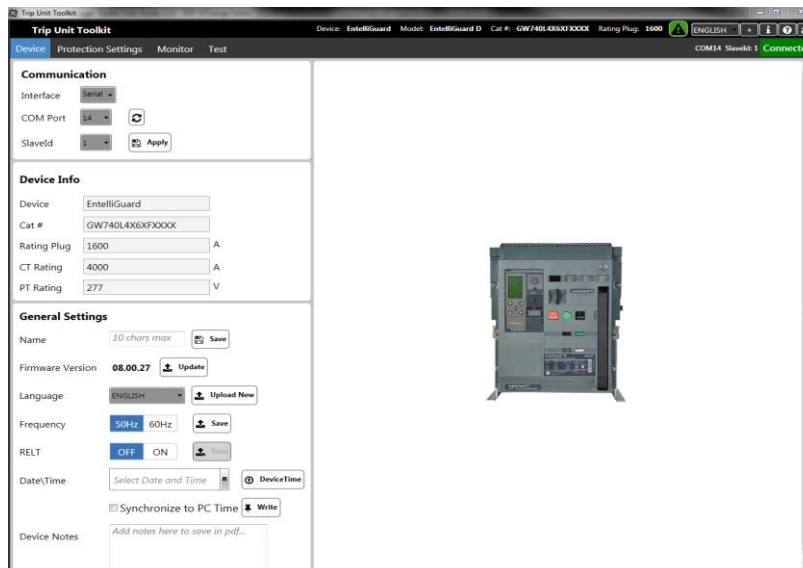 Trip Unit Toolkit
Trip Unit Toolkit
Device: EntelliGuard Model: EntelliGuard D Cat #: GW740L4X6XFXXXX Rating Plug: 1600 ENGLISH + i ?
Device Protection Settings Monitor Test
COM14 SlaveId: 1 Connecte
Communication
Interface Serial
COM Port 14
SlaveId 1 Apply
Device Info
Device EntelliGuard
Cat # GW740L4X6XFXXXX
Rating Plug 1600 A
CT Rating 4000 A
PT Rating 277 V
General Settings
Name 10 chars max Save
Firmware Version 08.00.27 Update
Language ENGLISH Upload New
Frequency 50Hz 60Hz Save
RELT OFF ON Save
Date\Time Select Date and Time DeviceTime
Synchronize to PC Time Write
Device Notes Add notes here to save in pdf...